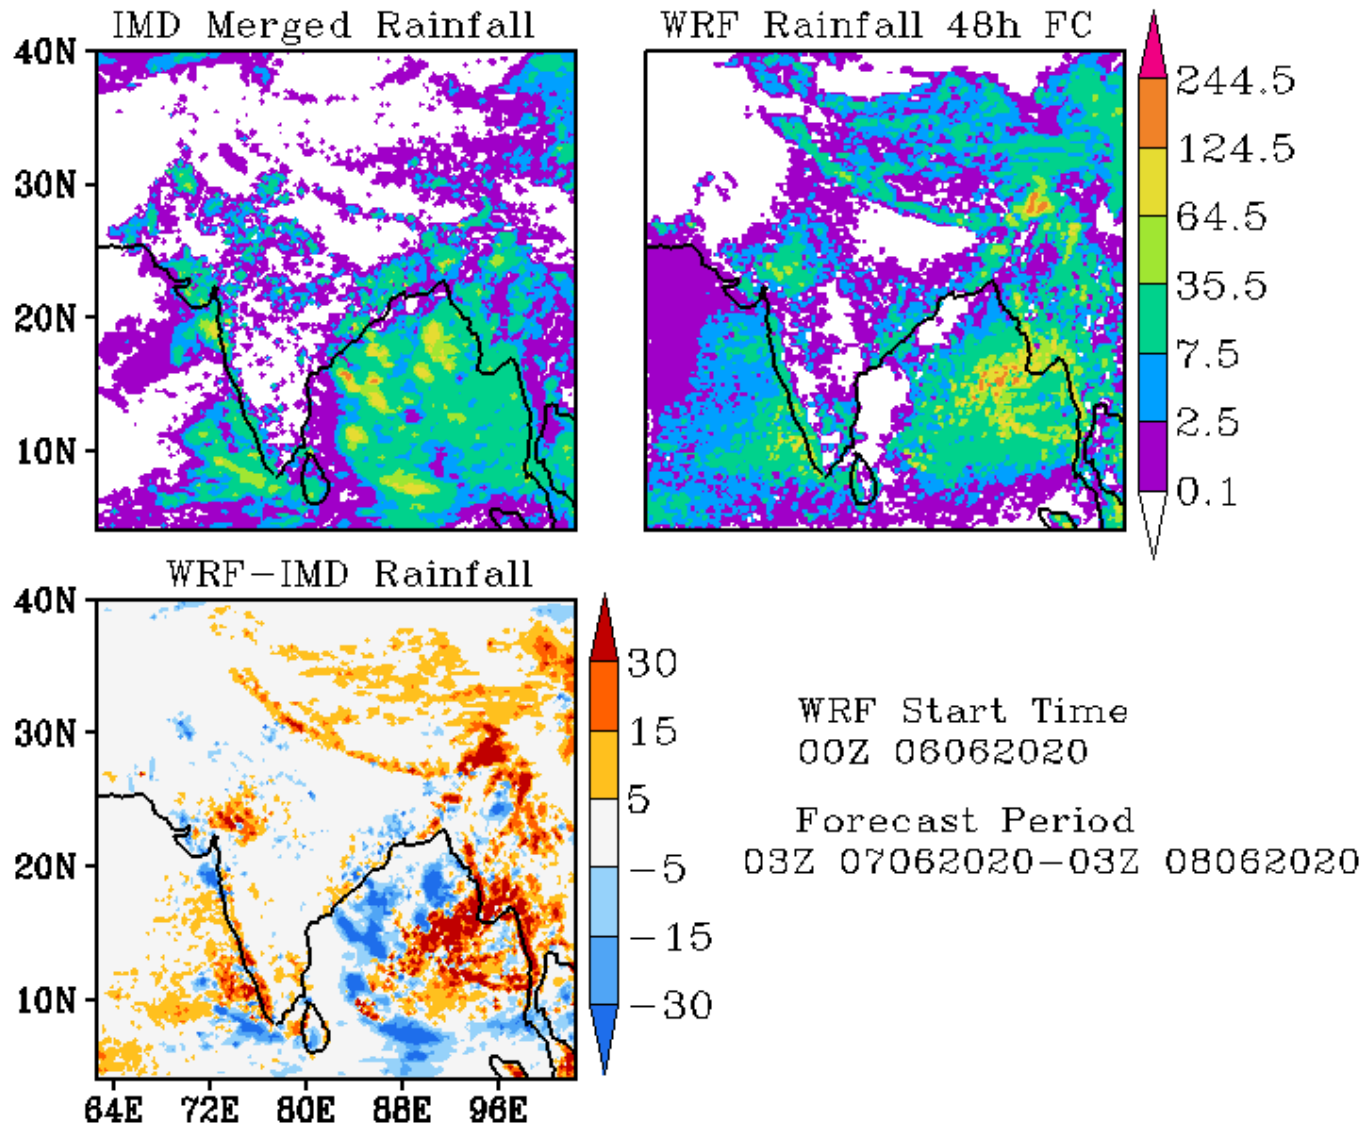 IMD Merged Rainfall
WRF Rainfall 48h FC
40N
30N
20N
10N
244.5
124.5
64.5
35.5
7.5
2.5
0.1
WRF-IMD Rainfall
40N
30N
20N
10N
64E 72E 80E 88E 96E
30
15
5
-5
-15
-30
WRF Start Time
00Z 06062020
Forecast Period
03Z 07062020-03Z 08062020